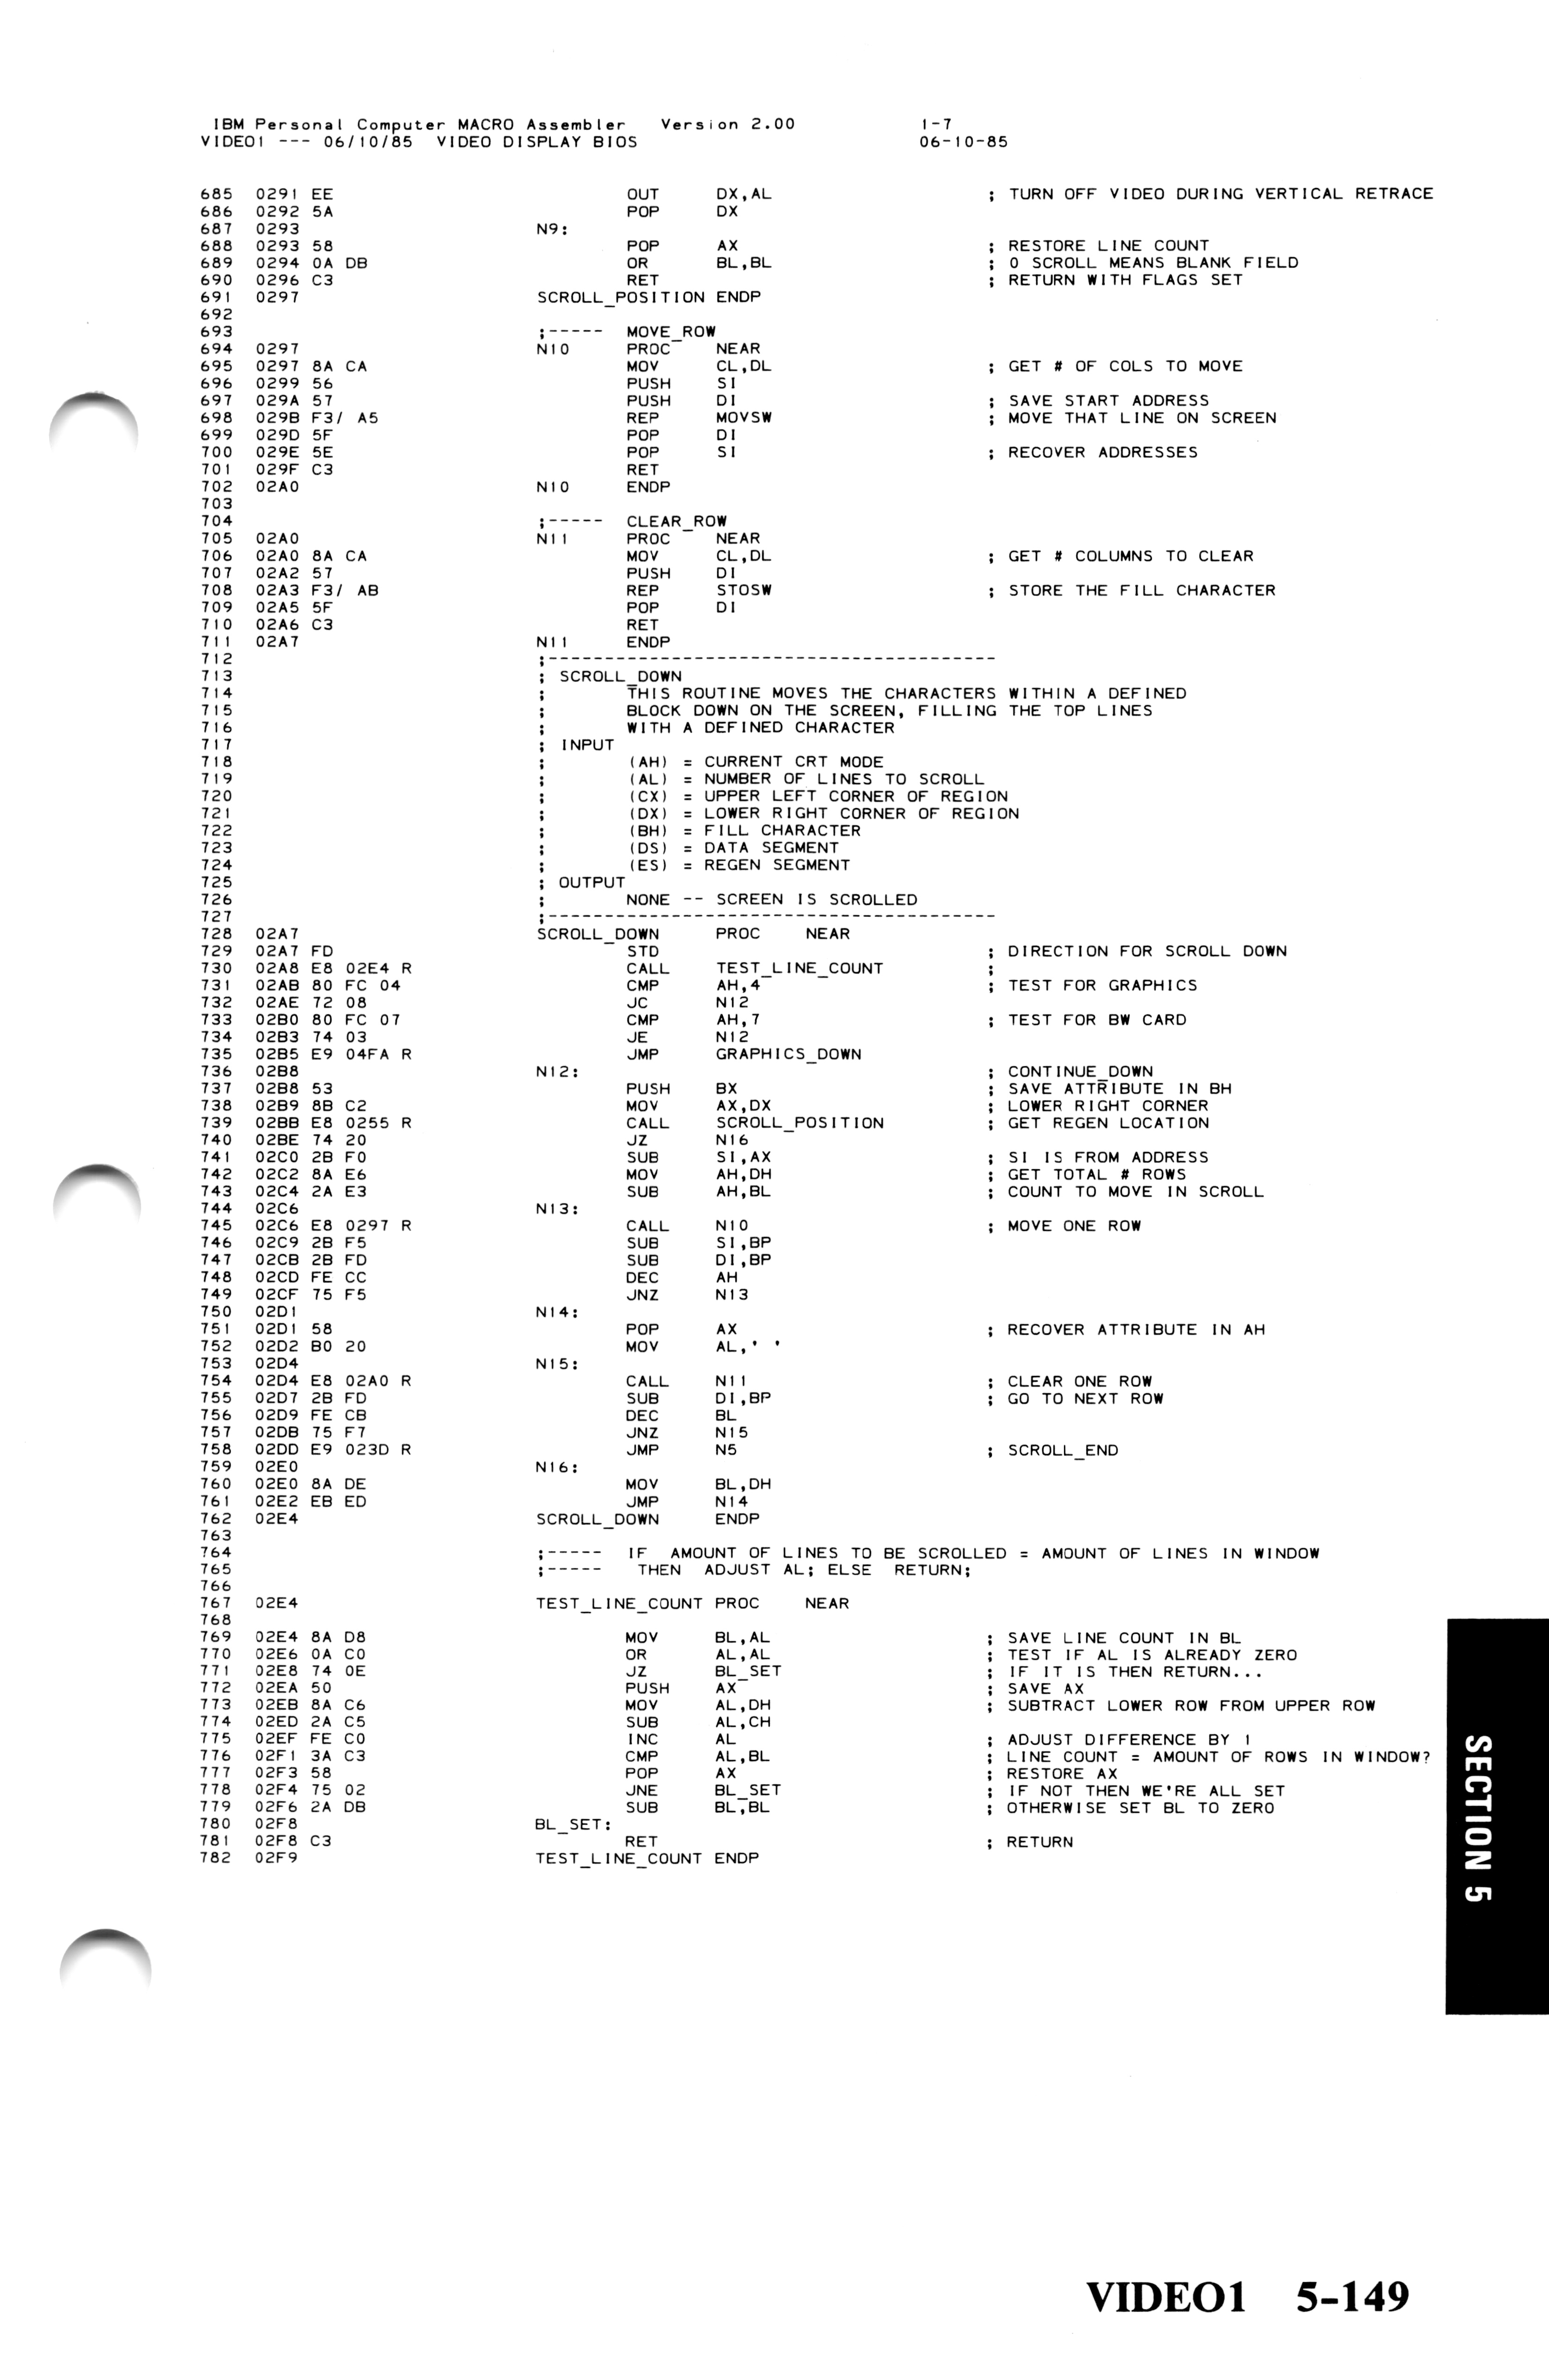 IBM Personal Computer MACRO Assembler   Version 2.00             1-7
VIDEO1 --- 06/10/85  VIDEO DISPLAY BIOS                          06-10-85
685  0291 EE                    OUT     DX,AL                   ; TURN OFF VIDEO DURING VERTICAL RETRACE
686  0292 5A                    POP     DX
687  0293               N9:
688  0293 58                    POP     AX                      ; RESTORE LINE COUNT
689  0294 0A DB                 OR      BL,BL                   ; 0 SCROLL MEANS BLANK FIELD
690  0296 C3                    RET                             ; RETURN WITH FLAGS SET
691  0297               SCROLL_POSITION ENDP
692
693                     ;-----  MOVE_ROW
694  0297               N10     PROC    NEAR
695  0297 8A CA                 MOV     CL,DL                   ; GET # OF COLS TO MOVE
696  0299 56                    PUSH    SI
697  029A 57                    PUSH    DI                      ; SAVE START ADDRESS
698  029B F3/ A5                REP     MOVSW                   ; MOVE THAT LINE ON SCREEN
699  029D 5F                    POP     DI
700  029E 5E                    POP     SI                      ; RECOVER ADDRESSES
701  029F C3                    RET
702  02A0               N10     ENDP
703
704                     ;-----  CLEAR_ROW
705  02A0               N11     PROC    NEAR
706  02A0 8A CA                 MOV     CL,DL                   ; GET # COLUMNS TO CLEAR
707  02A2 57                    PUSH    DI
708  02A3 F3/ AB                REP     STOSW                   ; STORE THE FILL CHARACTER
709  02A5 5F                    POP     DI
710  02A6 C3                    RET
711  02A7               N11     ENDP
712                     ;----------------------------------------
713                     ; SCROLL_DOWN
714                     ;       THIS ROUTINE MOVES THE CHARACTERS WITHIN A DEFINED
715                     ;       BLOCK DOWN ON THE SCREEN, FILLING THE TOP LINES
716                     ;       WITH A DEFINED CHARACTER
717                     ; INPUT
718                     ;       (AH) = CURRENT CRT MODE
719                     ;       (AL) = NUMBER OF LINES TO SCROLL
720                     ;       (CX) = UPPER LEFT CORNER OF REGION
721                     ;       (DX) = LOWER RIGHT CORNER OF REGION
722                     ;       (BH) = FILL CHARACTER
723                     ;       (DS) = DATA SEGMENT
724                     ;       (ES) = REGEN SEGMENT
725                     ; OUTPUT
726                     ;       NONE -- SCREEN IS SCROLLED
727                     ;----------------------------------------
728  02A7               SCROLL_DOWN     PROC    NEAR
729  02A7 FD                    STD                             ; DIRECTION FOR SCROLL DOWN
730  02A8 E8 02E4 R             CALL    TEST_LINE_COUNT         ;
731  02AB 80 FC 04              CMP     AH,4                    ; TEST FOR GRAPHICS
732  02AE 72 08                 JC      N12
733  02B0 80 FC 07              CMP     AH,7                    ; TEST FOR BW CARD
734  02B3 74 03                 JE      N12
735  02B5 E9 04FA R             JMP     GRAPHICS_DOWN
736  02B8               N12:                                    ; CONTINUE_DOWN
737  02B8 53                    PUSH    BX                      ; SAVE ATTRIBUTE IN BH
738  02B9 8B C2                 MOV     AX,DX                   ; LOWER RIGHT CORNER
739  02BB E8 0255 R             CALL    SCROLL_POSITION         ; GET REGEN LOCATION
740  02BE 74 20                 JZ      N16
741  02C0 2B F0                 SUB     SI,AX                   ; SI IS FROM ADDRESS
742  02C2 8A E6                 MOV     AH,DH                   ; GET TOTAL # ROWS
743  02C4 2A E3                 SUB     AH,BL                   ; COUNT TO MOVE IN SCROLL
744  02C6               N13:
745  02C6 E8 0297 R             CALL    N10                     ; MOVE ONE ROW
746  02C9 2B F5                 SUB     SI,BP
747  02CB 2B FD                 SUB     DI,BP
748  02CD FE CC                 DEC     AH
749  02CF 75 F5                 JNZ     N13
750  02D1               N14:
751  02D1 58                    POP     AX                      ; RECOVER ATTRIBUTE IN AH
752  02D2 B0 20                 MOV     AL,' '
753  02D4               N15:
754  02D4 E8 02A0 R             CALL    N11                     ; CLEAR ONE ROW
755  02D7 2B FD                 SUB     DI,BP                   ; GO TO NEXT ROW
756  02D9 FE CB                 DEC     BL
757  02DB 75 F7                 JNZ     N15
758  02DD E9 023D R             JMP     N5                      ; SCROLL_END
759  02E0               N16:
760  02E0 8A DE                 MOV     BL,DH
761  02E2 EB ED                 JMP     N14
762  02E4               SCROLL_DOWN     ENDP
763
764                     ;-----  IF  AMOUNT OF LINES TO BE SCROLLED = AMOUNT OF LINES IN WINDOW
765                     ;-----   THEN  ADJUST AL; ELSE  RETURN;
766
767  02E4               TEST_LINE_COUNT PROC    NEAR
768
769  02E4 8A D8                 MOV     BL,AL                   ; SAVE LINE COUNT IN BL
770  02E6 0A C0                 OR      AL,AL                   ; TEST IF AL IS ALREADY ZERO
771  02E8 74 0E                 JZ      BL_SET                  ; IF IT IS THEN RETURN...
772  02EA 50                    PUSH    AX                      ; SAVE AX
773  02EB 8A C6                 MOV     AL,DH                   ; SUBTRACT LOWER ROW FROM UPPER ROW
774  02ED 2A C5                 SUB     AL,CH
775  02EF FE C0                 INC     AL                      ; ADJUST DIFFERENCE BY 1
776  02F1 3A C3                 CMP     AL,BL                   ; LINE COUNT = AMOUNT OF ROWS IN WINDOW?
777  02F3 58                    POP     AX                      ; RESTORE AX
778  02F4 75 02                 JNE     BL_SET                  ; IF NOT THEN WE'RE ALL SET
779  02F6 2A DB                 SUB     BL,BL                   ; OTHERWISE SET BL TO ZERO
780  02F8               BL_SET:
781  02F8 C3                    RET                             ; RETURN
782  02F9               TEST_LINE_COUNT ENDP
SECTION 5
VIDEO1   5-149